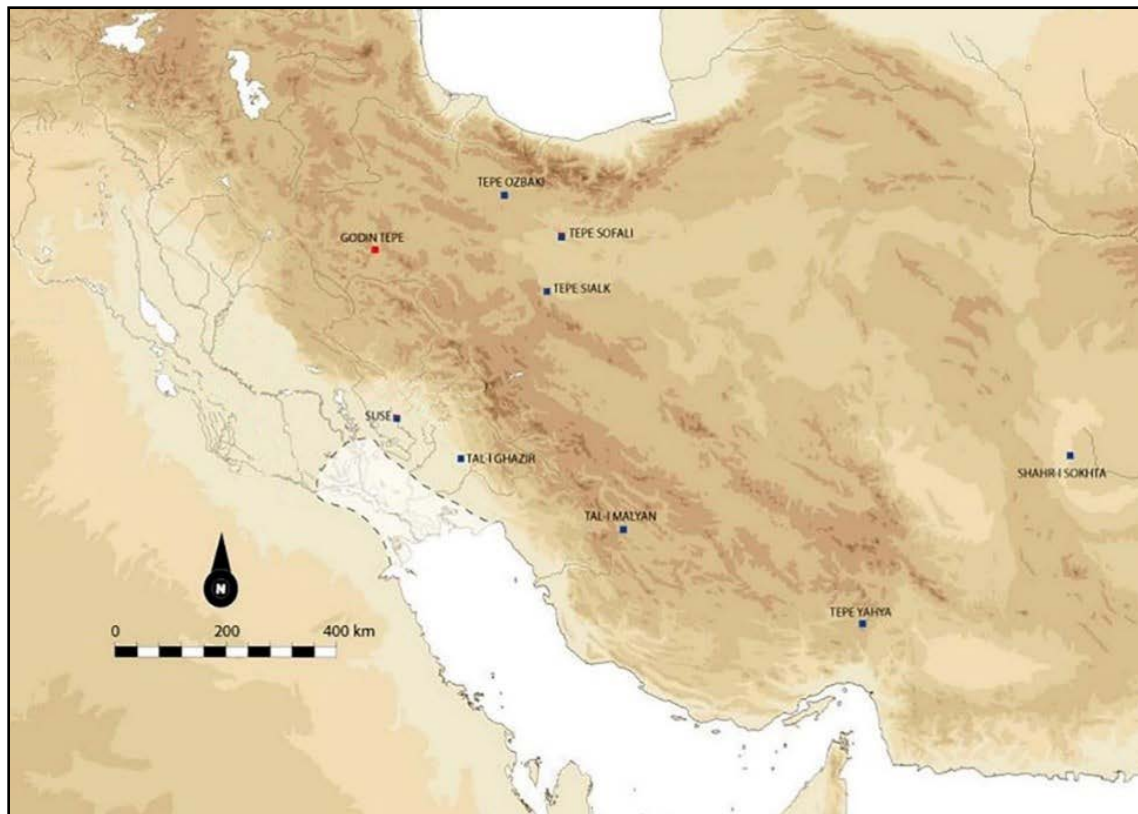 TEPE OZBAKI
TEPE SOFALI
GODIN TEPE
TEPE SIALK
SUSE
TAL-I GHAZIR
SHAHR-I SOKHTA
TAL-I MALYAN
N
TEPE YAHYA
0 200 400 km